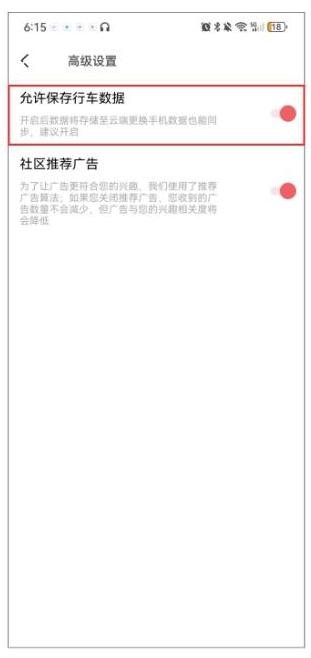 6:15
18
高级设置
允许保存行车数据
开启后数据将存储至云端更换手机数据也能同
步，建议开启
社区推荐广告
为了让广告更符合您的兴趣，我们使用了推荐
广告算法；如果您关闭推荐广告，您收到的广
告数量不会减少，但广告与您的兴趣相关度将
会降低